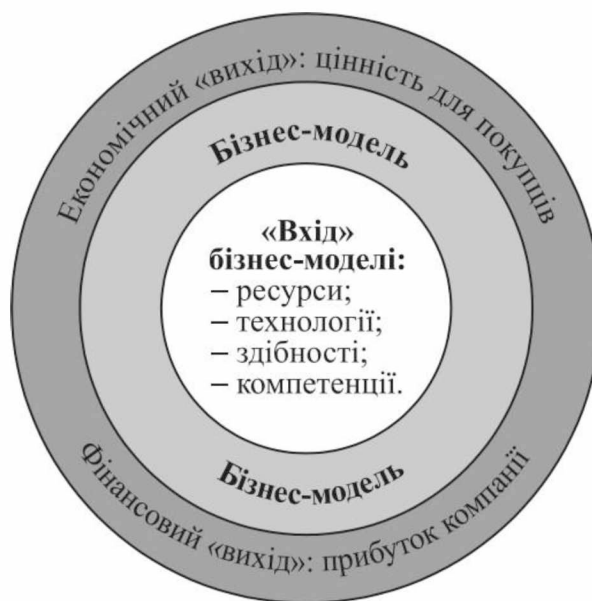 Економічний «вихід»: цінність для покупців
Бізнес-модель
«Вхід»
бізнес-моделі:
– ресурси;
– технології;
– здібності;
– компетенції.
Бізнес-модель
Фінансовий «вихід»: прибуток компанії